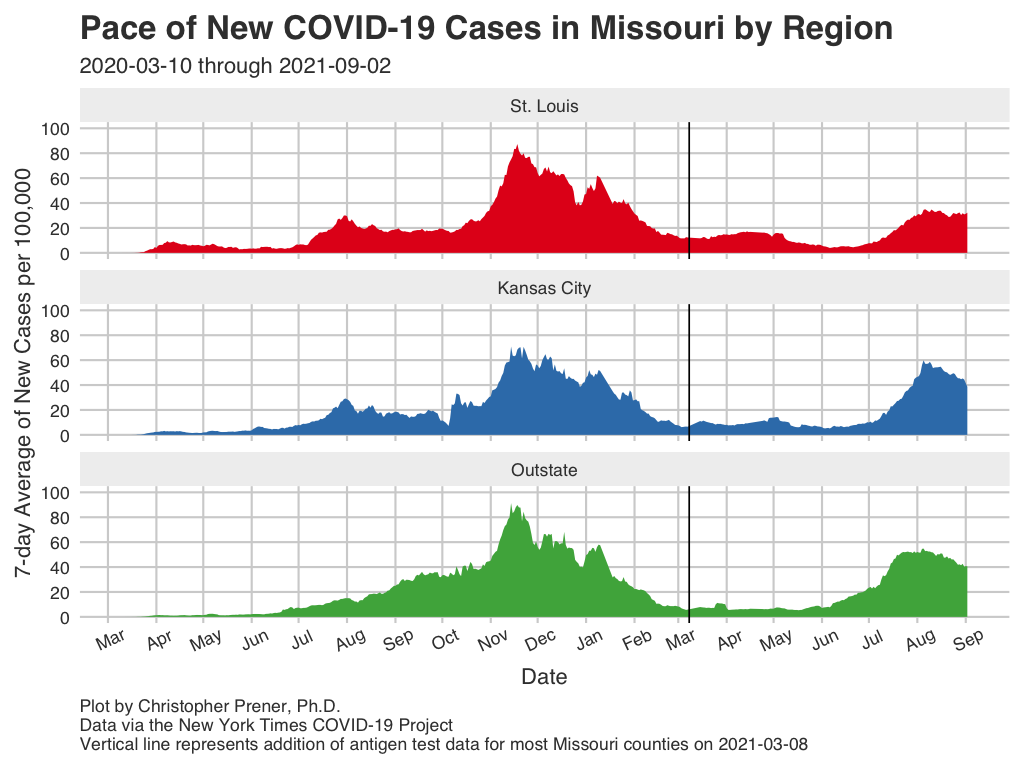 Pace of New COVID-19 Cases in Missouri by Region
2020-03-10 through 2021-09-02
St. Louis
100
80
60
40
20
0
Kansas City
100
80
60
40
20
0
Outstate
100
80
60
40
20
0
7-day Average of New Cases per 100,000
Mar Apr May Jun Jul Aug Sep Oct Nov Dec Jan Feb Mar Apr May Jun Jul Aug Sep
Date
Plot by Christopher Prener, Ph.D.
Data via the New York Times COVID-19 Project
Vertical line represents addition of antigen test data for most Missouri counties on 2021-03-08